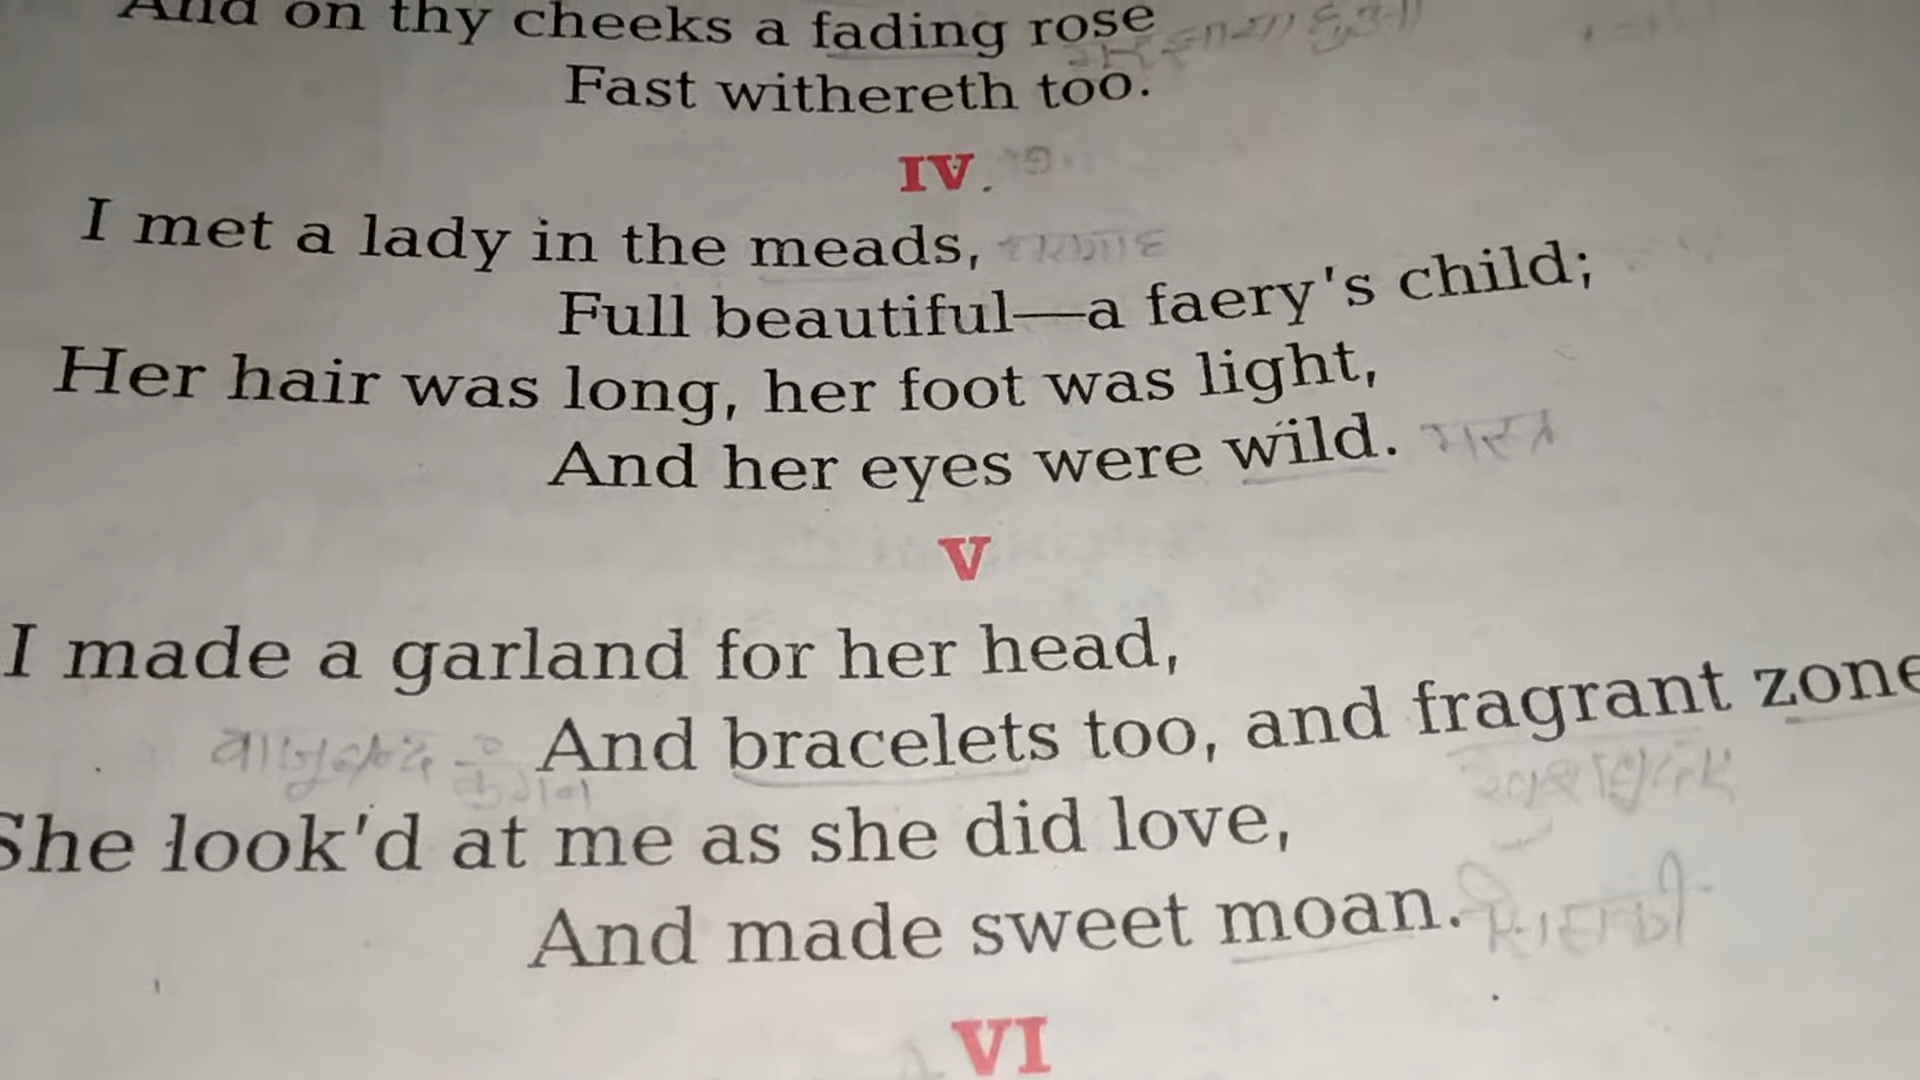 And on thy cheeks a fading rose
Fast withereth too.
IV.
I met a lady in the meads, चरागाह
Full beautiful—a faery's child;
Her hair was long, her foot was light,
And her eyes were wild.
V
I made a garland for her head,
And bracelets too, and fragrant zone
बाजूबन्द
She look'd at me as she did love,
And made sweet moan.
VI